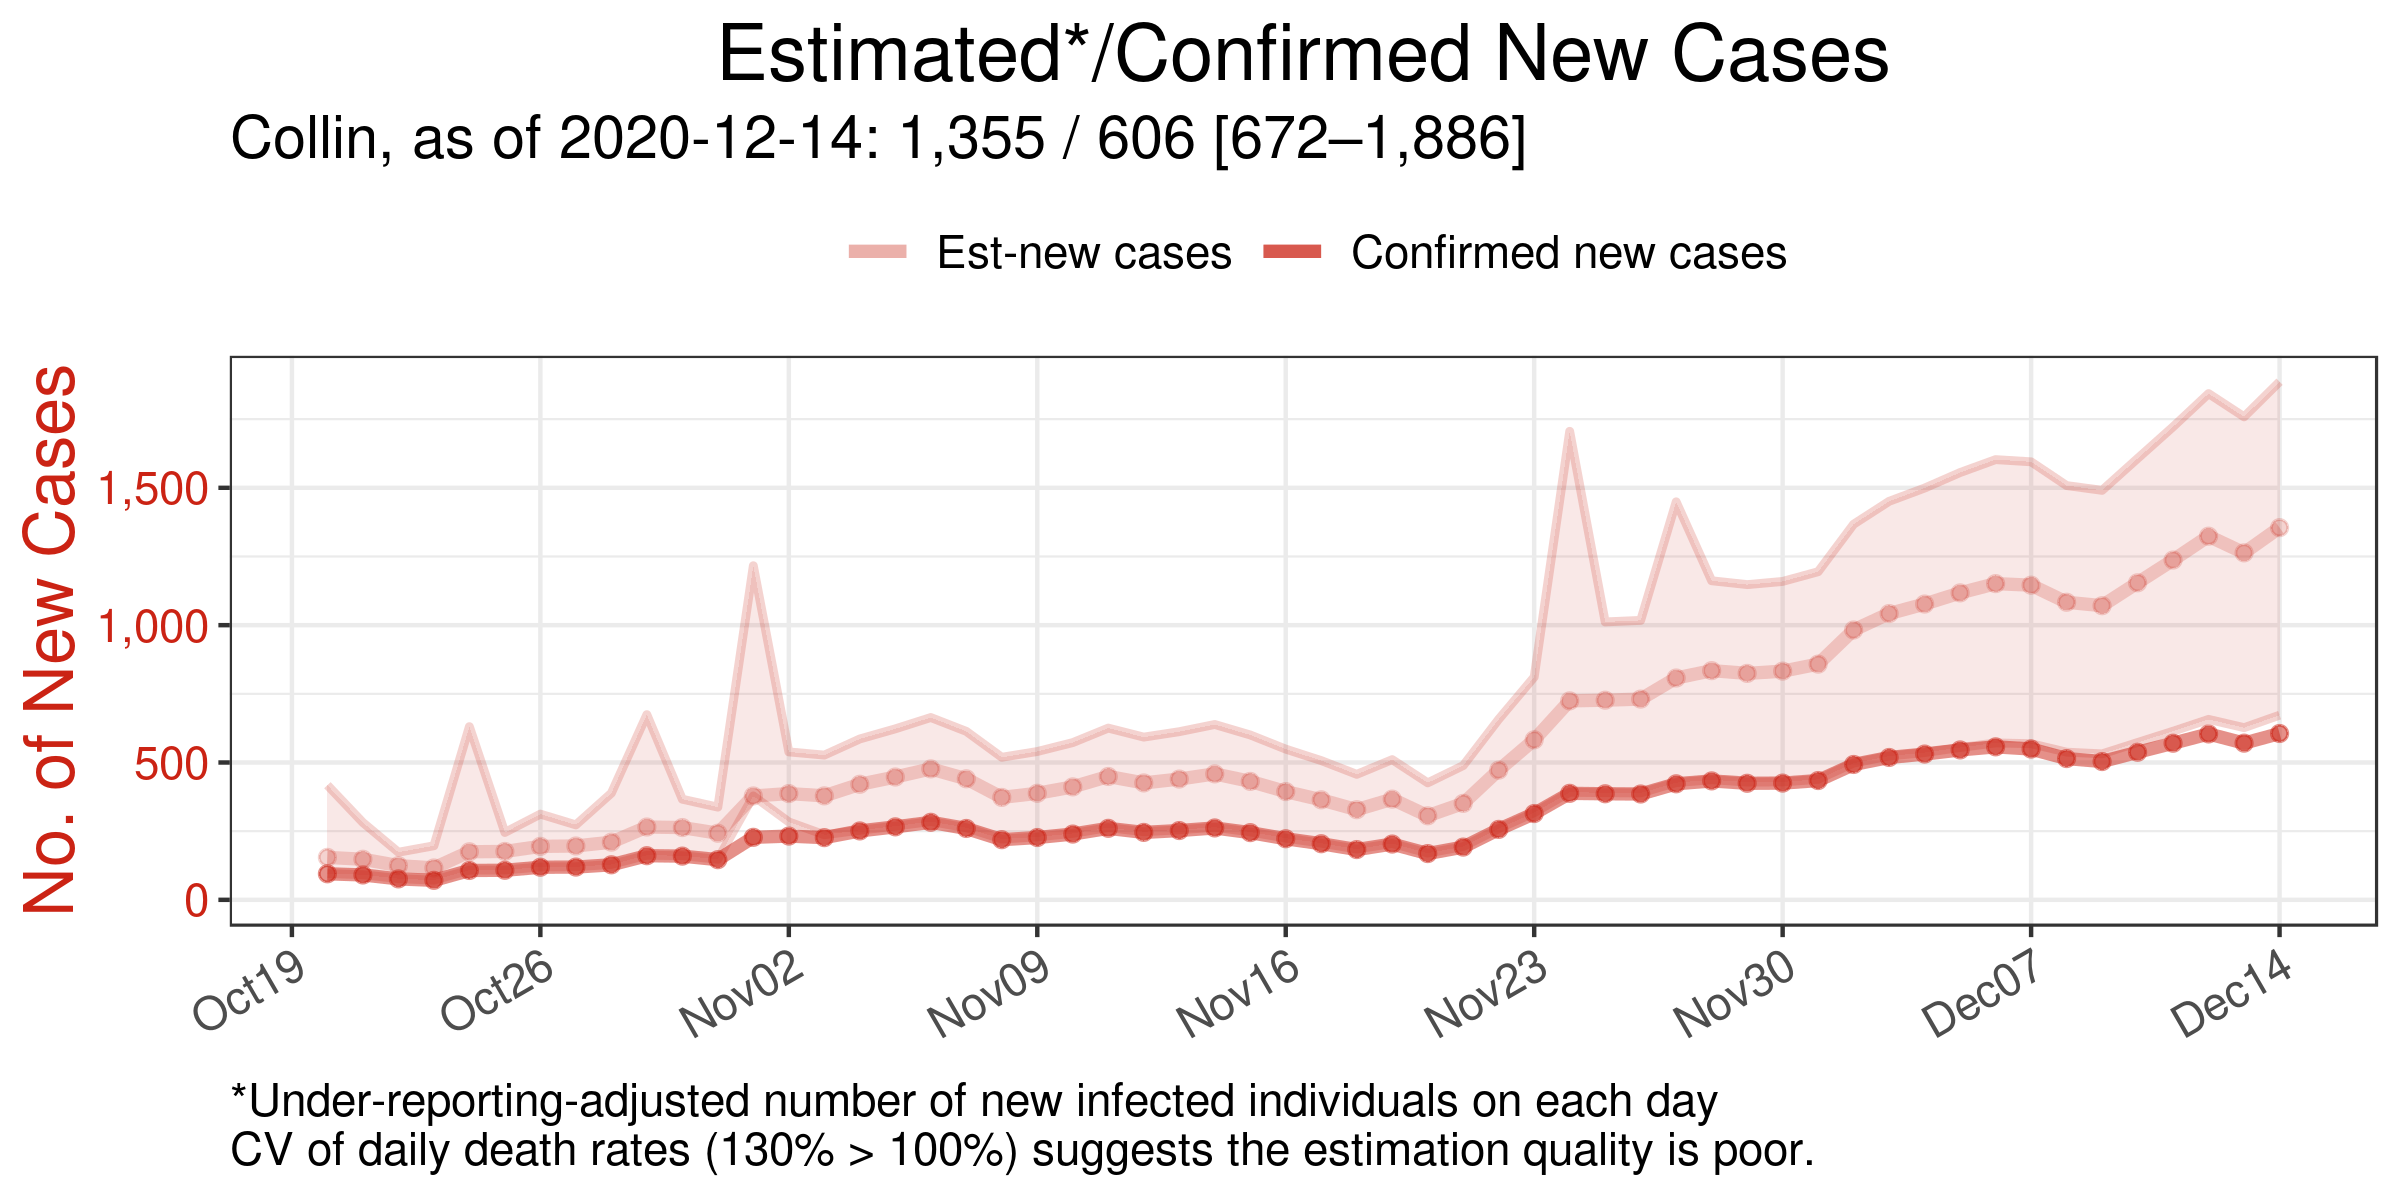 Estimated*/Confirmed New Cases
Collin, as of 2020-12-14: 1,355 / 606 [672–1,886]
Est-new cases Confirmed new cases
No. of New Cases
1,500
1,000
500
0
Oct19 Oct26 Nov02 Nov09 Nov16 Nov23 Nov30 Dec07 Dec14
*Under-reporting-adjusted number of new infected individuals on each day
CV of daily death rates (130% > 100%) suggests the estimation quality is poor.